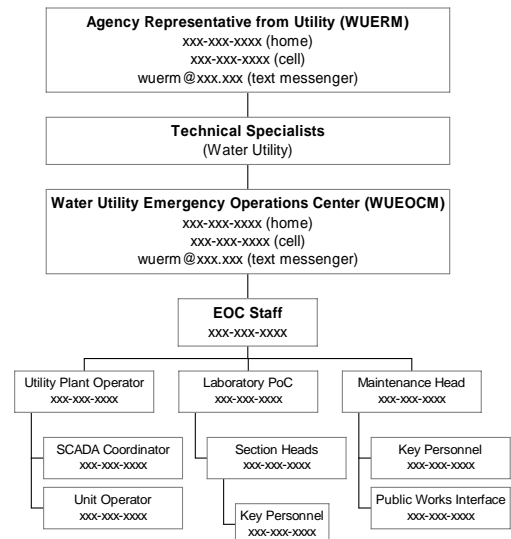 Agency Representative from Utility (WUERM)
xxx-xxx-xxxx (home)
xxx-xxx-xxxx (cell)
wuerm@xxx.xxx (text messenger)
Technical Specialists
(Water Utility)
Water Utility Emergency Operations Center (WUEOCM)
xxx-xxx-xxxx (home)
xxx-xxx-xxxx (cell)
wuerm@xxx.xxx (text messenger)
EOC Staff
xxx-xxx-xxxx
Utility Plant Operator
xxx-xxx-xxxx
Laboratory PoC
xxx-xxx-xxxx
Maintenance Head
xxx-xxx-xxxx
SCADA Coordinator
xxx-xxx-xxxx
Section Heads
xxx-xxx-xxxx
Key Personnel
xxx-xxx-xxxx
Unit Operator
xxx-xxx-xxxx
Key Personnel
xxx-xxx-xxxx
Public Works Interface
xxx-xxx-xxxx